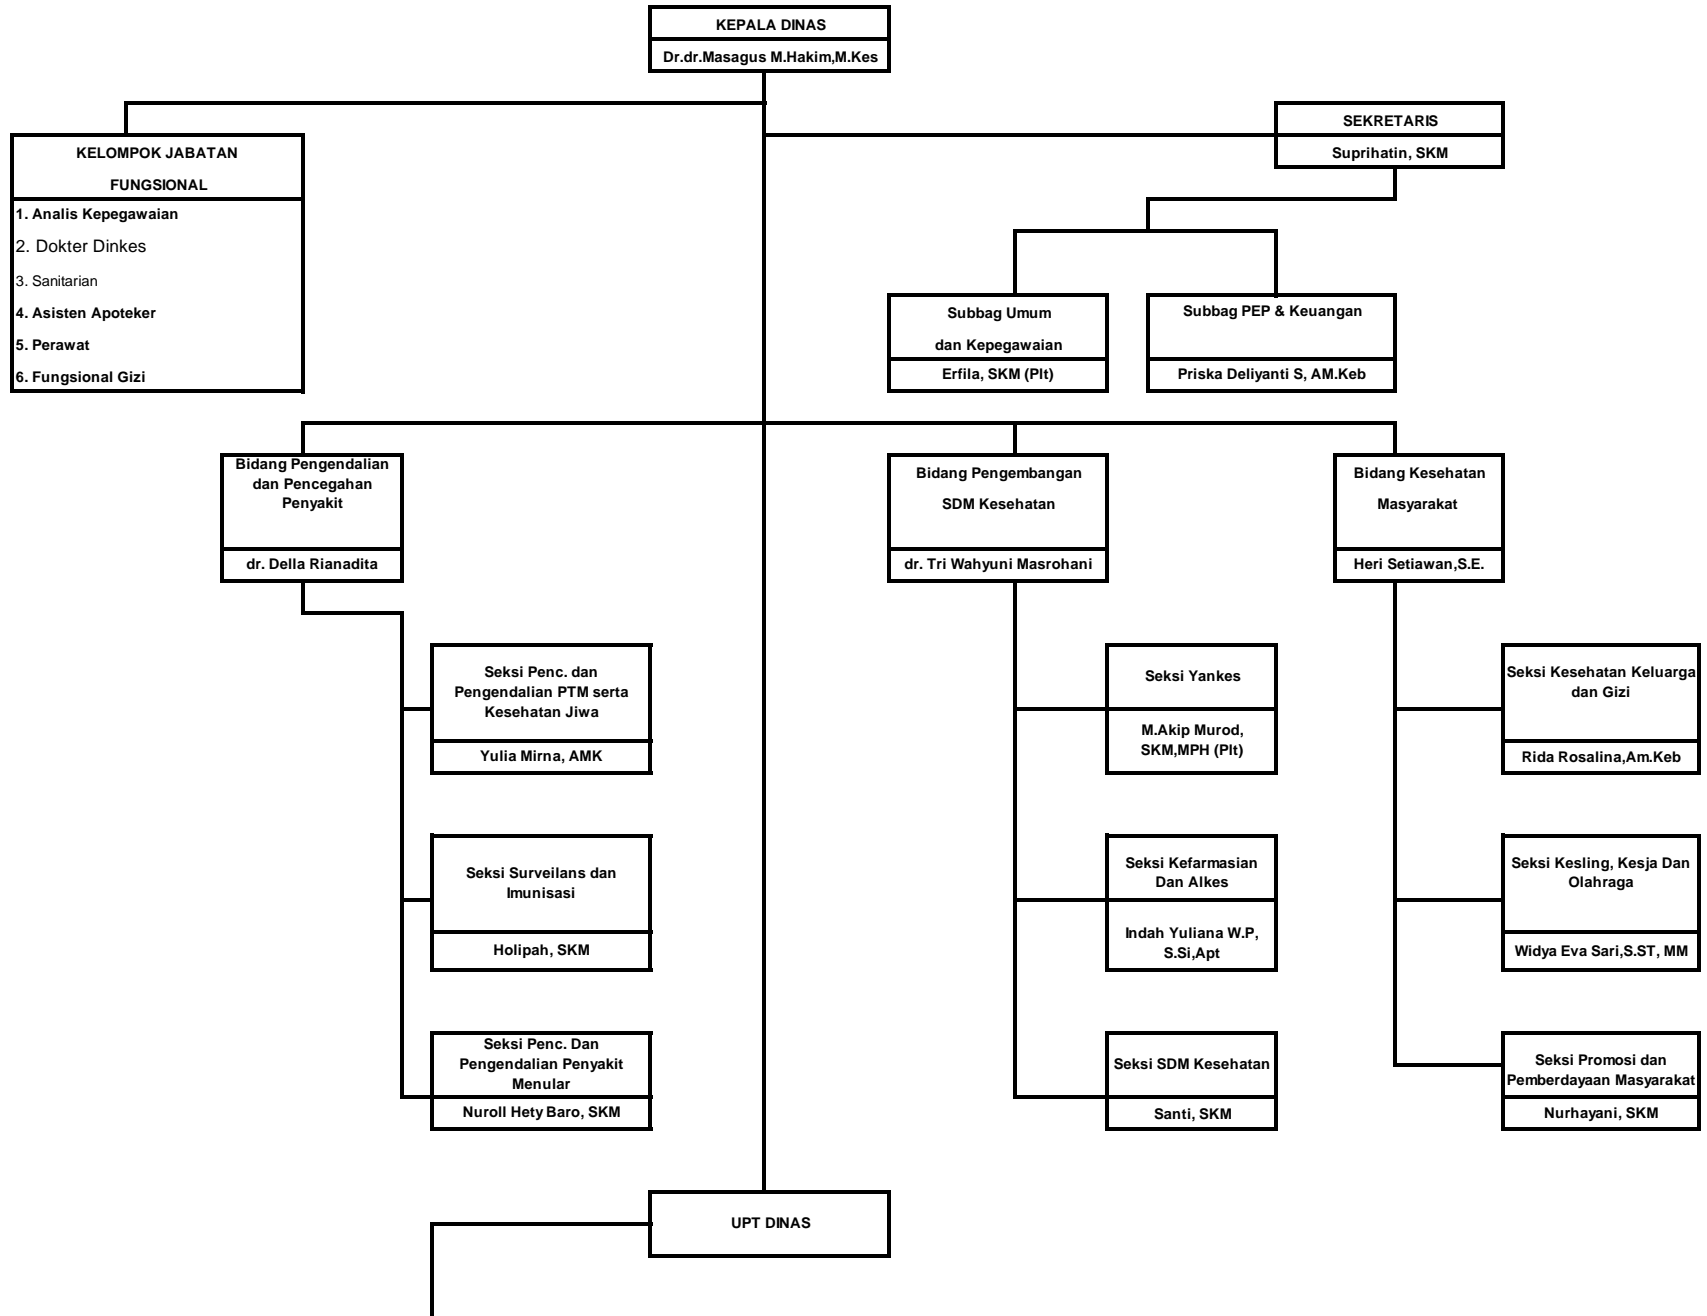 KEPALA DINAS
Dr.dr.Masagus M.Hakim,M.Kes
SEKRETARIS
Suprihatin, SKM
KELOMPOK JABATAN
FUNGSIONAL
1. Analis Kepegawaian
2. Dokter Dinkes
3. Sanitarian
4. Asisten Apoteker
5. Perawat
6. Fungsional Gizi
Subbag Umum
dan Kepegawaian
Erfila, SKM (Plt)
Subbag PEP & Keuangan
Priska Deliyanti S, AM.Keb
Bidang Pengendalian
dan Pencegahan
Penyakit
dr. Della Rianadita
Bidang Pengembangan
SDM Kesehatan
dr. Tri Wahyuni Masrohani
Bidang Kesehatan
Masyarakat
Heri Setiawan,S.E.
Seksi Penc. dan
Pengendalian PTM serta
Kesehatan Jiwa
Yulia Mirna, AMK
Seksi Yankes
M.Akip Murod,
SKM,MPH (Plt)
Seksi Kesehatan Keluarga
dan Gizi
Rida Rosalina,Am.Keb
Seksi Surveilans dan
Imunisasi
Holipah, SKM
Seksi Kefarmasian
Dan Alkes
Indah Yuliana W.P,
S.Si,Apt
Seksi Kesling, Kesja Dan
Olahraga
Widya Eva Sari,S.ST, MM
Seksi Penc. Dan
Pengendalian Penyakit
Menular
Nuroll Hety Baro, SKM
Seksi SDM Kesehatan
Santi, SKM
Seksi Promosi dan
Pemberdayaan Masyarakat
Nurhayani, SKM
UPT DINAS